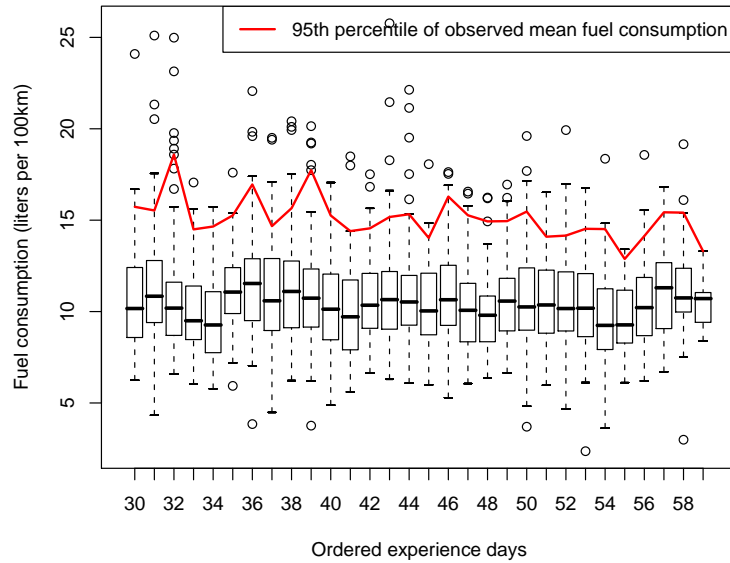 95th percentile of observed mean fuel consumption
Fuel consumption (liters per 100km)
25
20
15
10
5
30 32 34 36 38 40 42 44 46 48 50 52 54 56 58
Ordered experience days